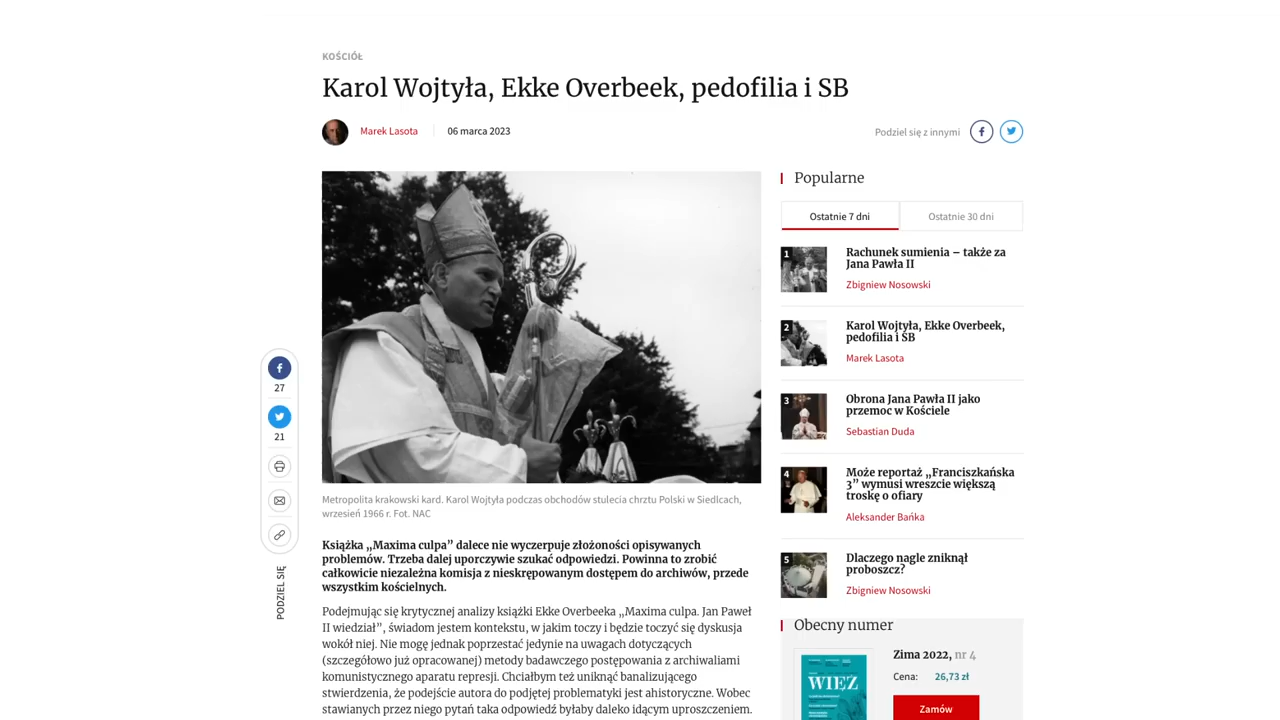 KOŚCIÓŁ
Karol Wojtyła, Ekke Overbeek, pedofilia i SB
Marek Lasota
06 marca 2023
Podziel się z innymi
27
21
PODZIEL SIĘ
Metropolita krakowski kard. Karol Wojtyła podczas obchodów stulecia chrztu Polski w Siedlcach,
wrzesień 1966 r. Fot. NAC
Książka „Maxima culpa” dalece nie wyczerpuje złożoności opisywanych
problemów. Trzeba dalej uporczywie szukać odpowiedzi. Powinna to zrobić
całkowicie niezależna komisja z nieskrępowanym dostępem do archiwów, przede
wszystkim kościelnych.
Podejmując się krytycznej analizy książki Ekke Overbeeka „Maxima culpa. Jan Paweł
II wiedział”, świadom jestem kontekstu, w jakim toczy i będzie toczyć się dyskusja
wokół niej. Nie mogę jednak poprzestać jedynie na uwagach dotyczących
(szczegółowo już opracowanej) metody badawczego postępowania z archiwaliami
komunistycznego aparatu represji. Chciałbym też uniknąć banalizującego
stwierdzenia, że podejście autora do podjętej problematyki jest ahistoryczne. Wobec
stawianych przez niego pytań taka odpowiedź byłaby daleko idącym uproszczeniem.
Popularne
Ostatnie 7 dni
Ostatnie 30 dni
1
Rachunek sumienia – także za
Jana Pawła II
Zbigniew Nosowski
2
Karol Wojtyła, Ekke Overbeek,
pedofilia i SB
Marek Lasota
3
Obrona Jana Pawła II jako
przemoc w Kościele
Sebastian Duda
4
Może reportaż „Franciszkańska
3” wymusi wreszcie większą
troskę o ofiary
Aleksander Bańka
5
Dlaczego nagle zniknął
proboszcz?
Zbigniew Nosowski
Obecny numer
WIĘŹ
Zima 2022, nr 4
Cena: 26,73 zł
Zamów